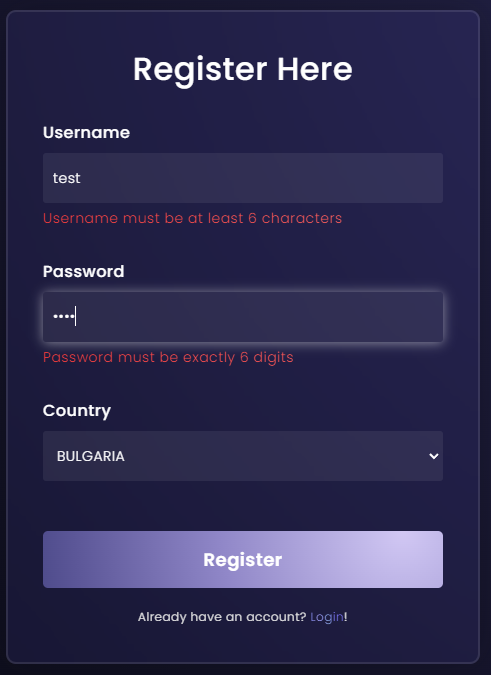 Register Here
Username
test
Username must be at least 6 characters
Password
••••
Password must be exactly 6 digits
Country
BULGARIA
Register
Already have an account? Login!